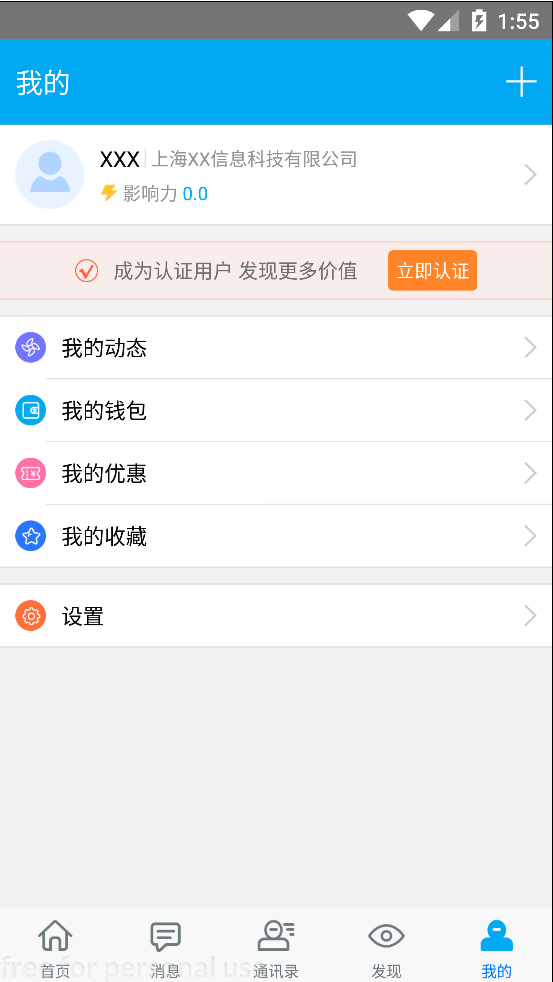 1:55
我的
XXX 上海XX信息科技有限公司
影响力 0.0
成为认证用户 发现更多价值 立即认证
我的动态
我的钱包
我的优惠
我的收藏
设置
首页 消息 通讯录 发现 我的
free for personal use